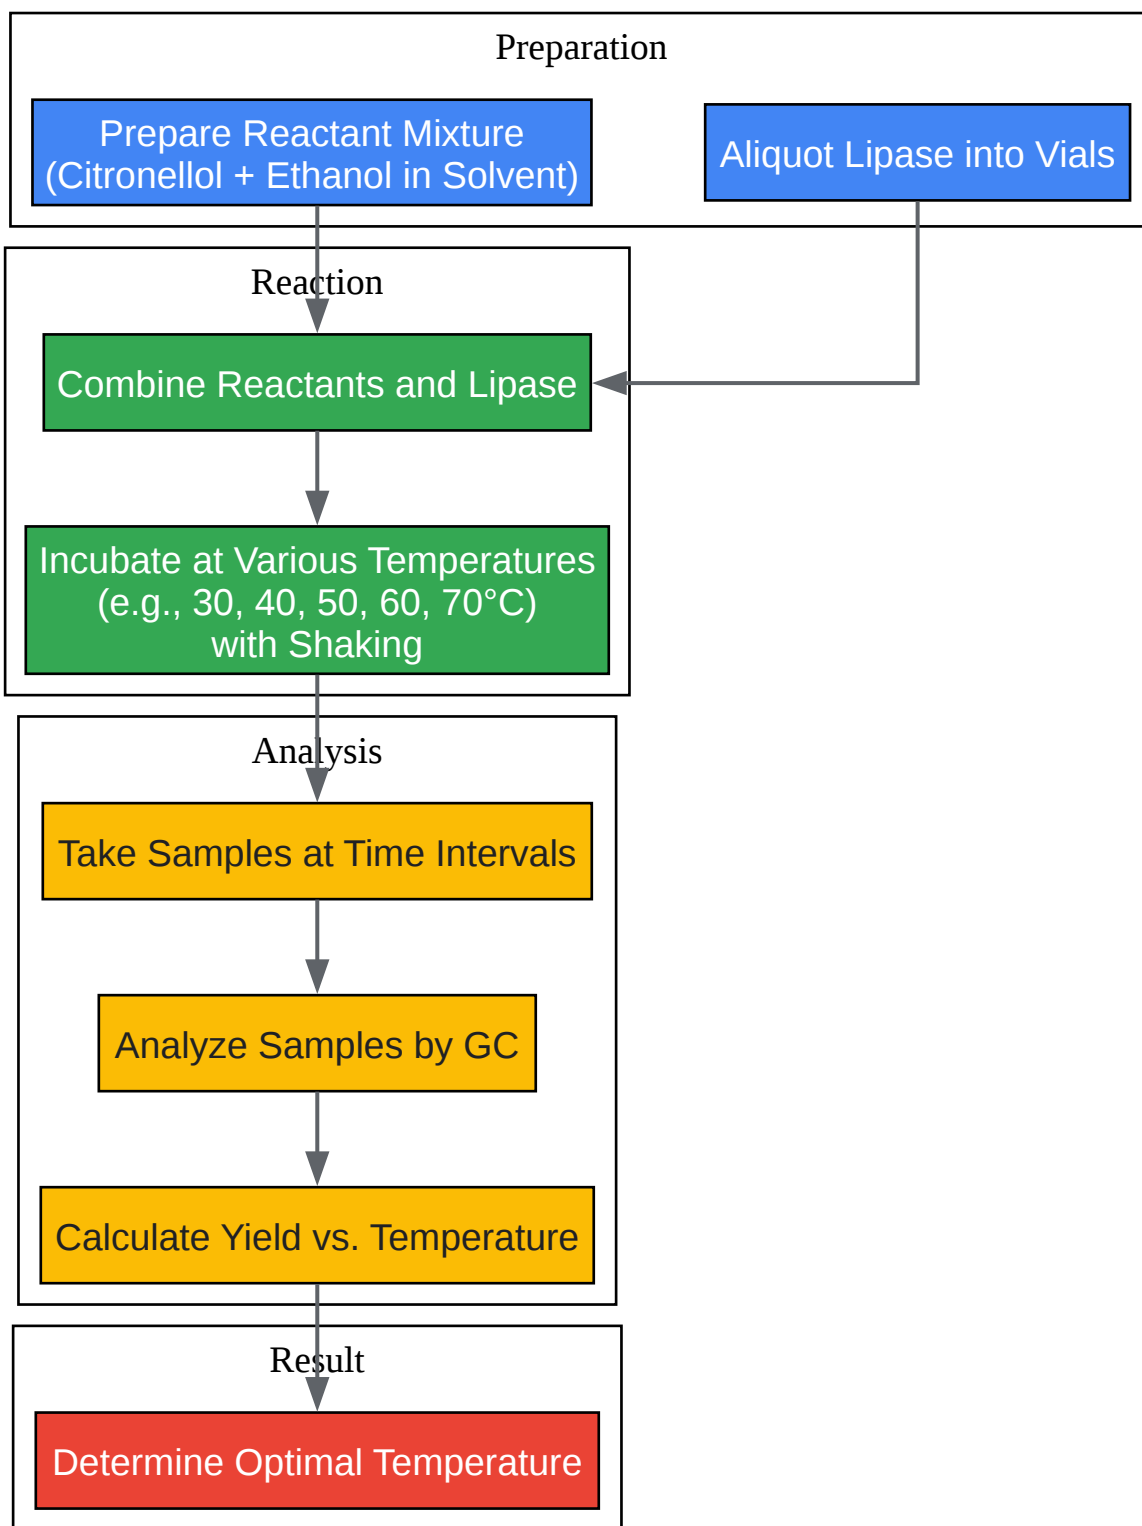 Preparation
Prepare Reactant Mixture
(Citronellol + Ethanol in Solvent)
Aliquot Lipase into Vials
Reaction
Combine Reactants and Lipase
Incubate at Various Temperatures
(e.g., 30, 40, 50, 60, 70°C)
with Shaking
Analysis
Take Samples at Time Intervals
Analyze Samples by GC
Calculate Yield vs. Temperature
Result
Determine Optimal Temperature